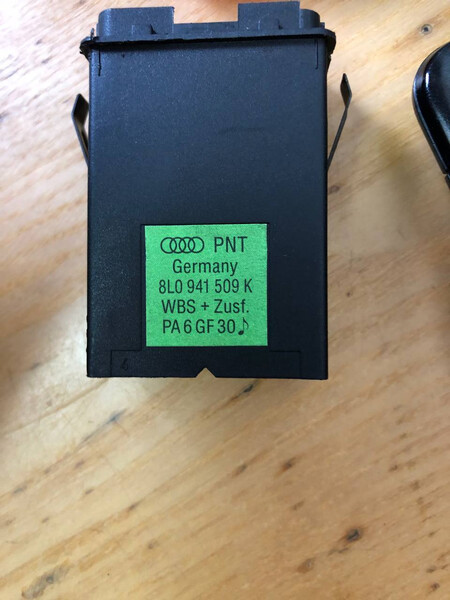 PNT
Germany
8L0 941 509 K
WBS + Zusf.
PA 6 GF 30